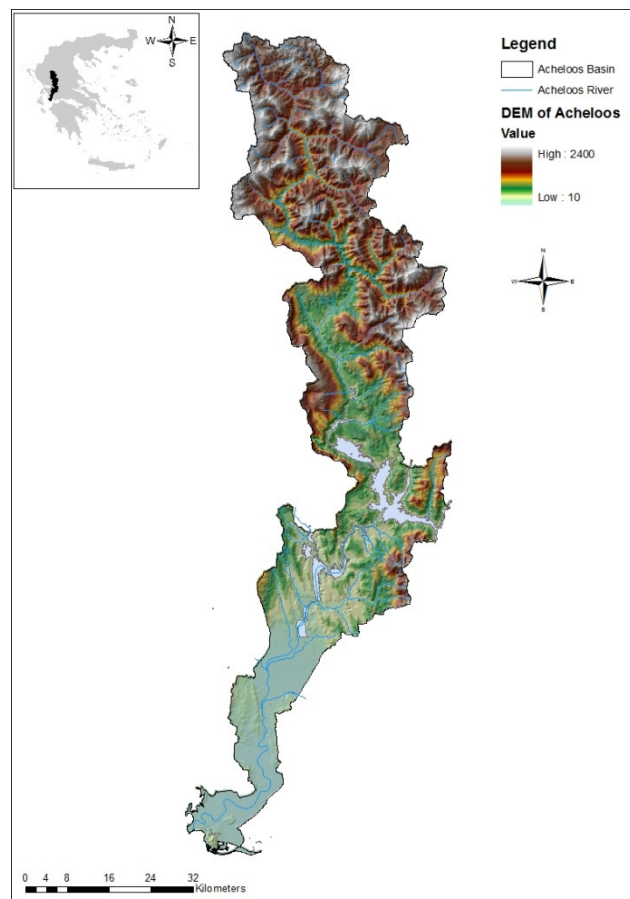 N
W E
S
Legend
Acheloos Basin
Acheloos River
DEM of Acheloos
Value
High : 2400
Low : 10
N
W E
S
0 2 4 8 16 24 32
Kilometers